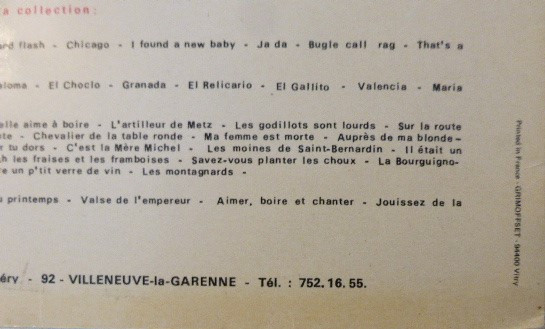 a collection:
ard flash - Chicago - I found a new baby - Ja da - Bugle call rag - That's a
aloma - El Choclo - Granada - El Relicario - El Gallito - Valencia - Maria
elle aime à boire - L'artilleur de Metz - Les godillots sont lourds - Sur la route
te - Chevalier de la table ronde - Ma femme est morte - Auprès de ma blonde -
r tu dors - C'est la Mère Michel - Les moines de Saint-Bernardin - Il était un
h les fraises et les framboises - Savez-vous planter les choux - La Bourguigno-
re un p'tit verre de vin - Les montagnards -
u printemps - Valse de l'empereur - Aimer, boire et chanter - Jouissez de la
éry - 92 - VILLENEUVE-la-GARENNE - Tél. : 752.16.55.
Printed in France - GRIMOFFSET - 94400 Vitry